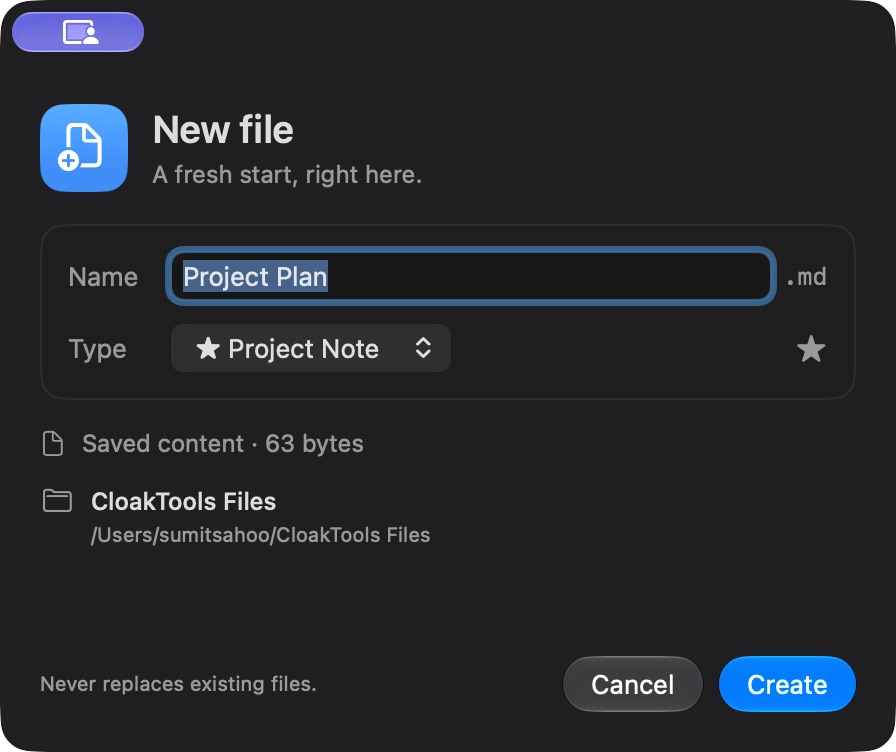 New file
A fresh start, right here.
Name Project Plan .md
Type Project Note
Saved content · 63 bytes
CloakTools Files
/Users/sumitsahoo/CloakTools Files
Never replaces existing files. Cancel Create